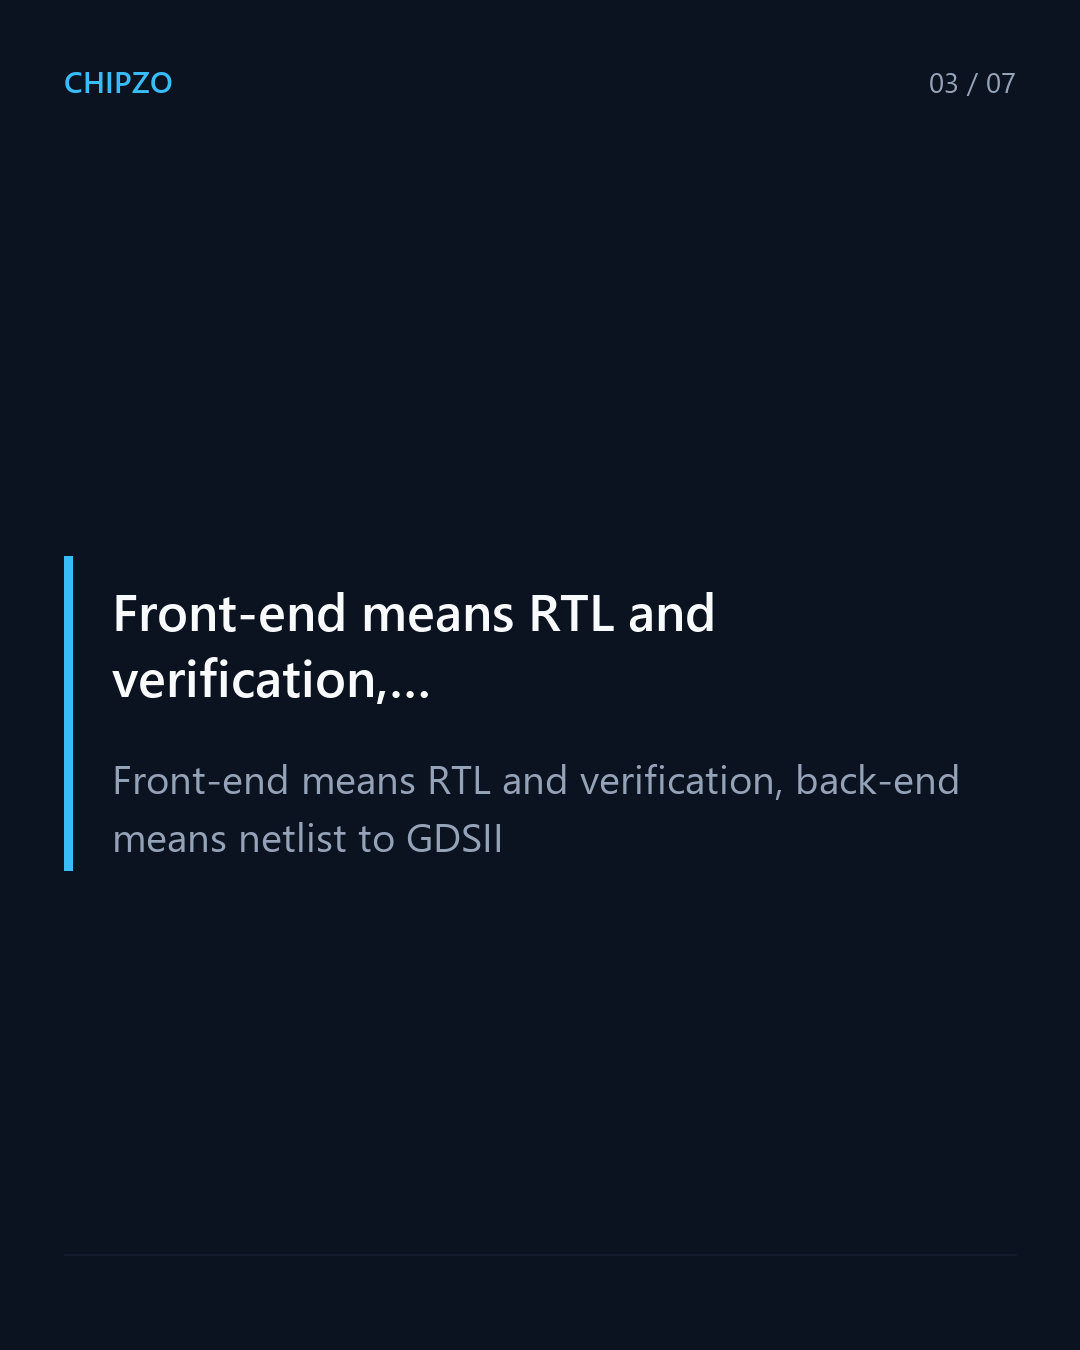 CHIPZO
03 / 07
Front-end means RTL and
verification,...
Front-end means RTL and verification, back-end
means netlist to GDSII